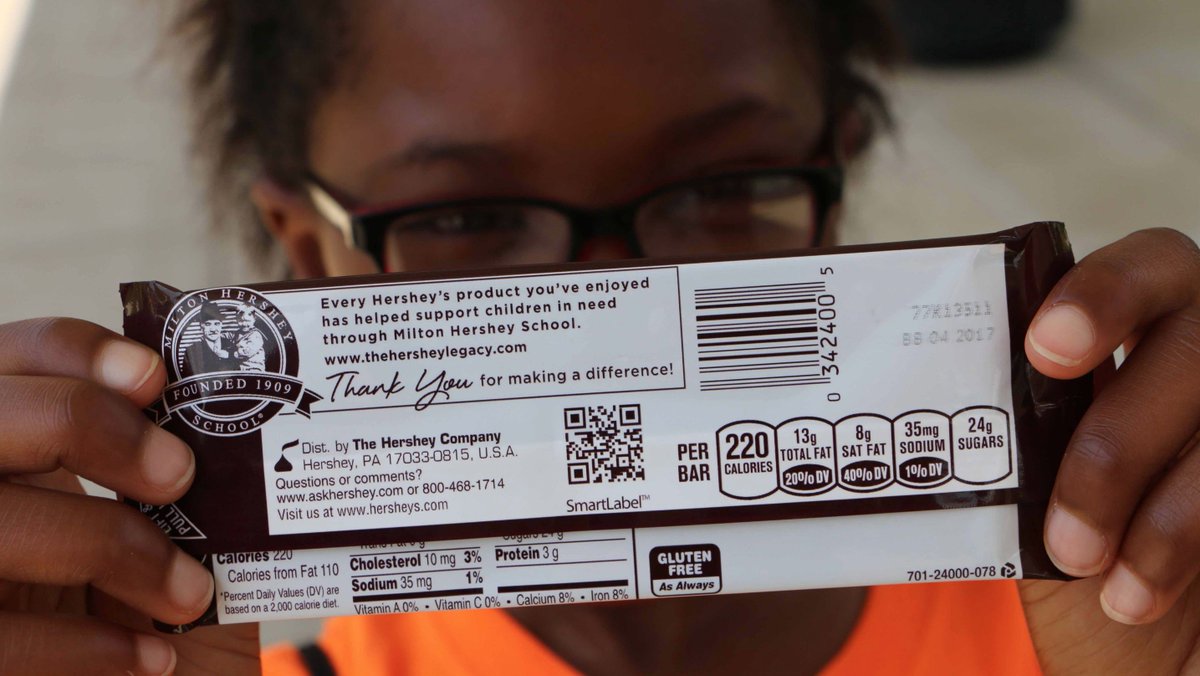 MILTON HERSHEY
FOUNDED 1909
SCHOOL®
Every Hershey's product you've enjoyed
has helped support children in need
through Milton Hershey School.
www.thehersheylegacy.com
Thank You for making a difference!
0 342400 5
77K13511
BB 04 2017
Dist. by The Hershey Company
Hershey, PA 17033-0815, U.S.A.
Questions or comments?
www.askhershey.com or 800-468-1714
Visit us at www.hersheys.com
SmartLabel™
PER
BAR
220
CALORIES
13g
TOTAL FAT
20% DV
8g
SAT FAT
40% DV
35mg
SODIUM
1% DV
24g
SUGARS
PULL
Calories 220
Calories from Fat 110
*Percent Daily Values (DV) are
based on a 2,000 calorie diet.
Cholesterol 10 mg 3%
Sodium 35 mg 1%
Sugars 24 g
Protein 3 g
Vitamin A 0% • Vitamin C 0% • Calcium 8% • Iron 8%
GLUTEN
FREE
As Always
701-24000-078